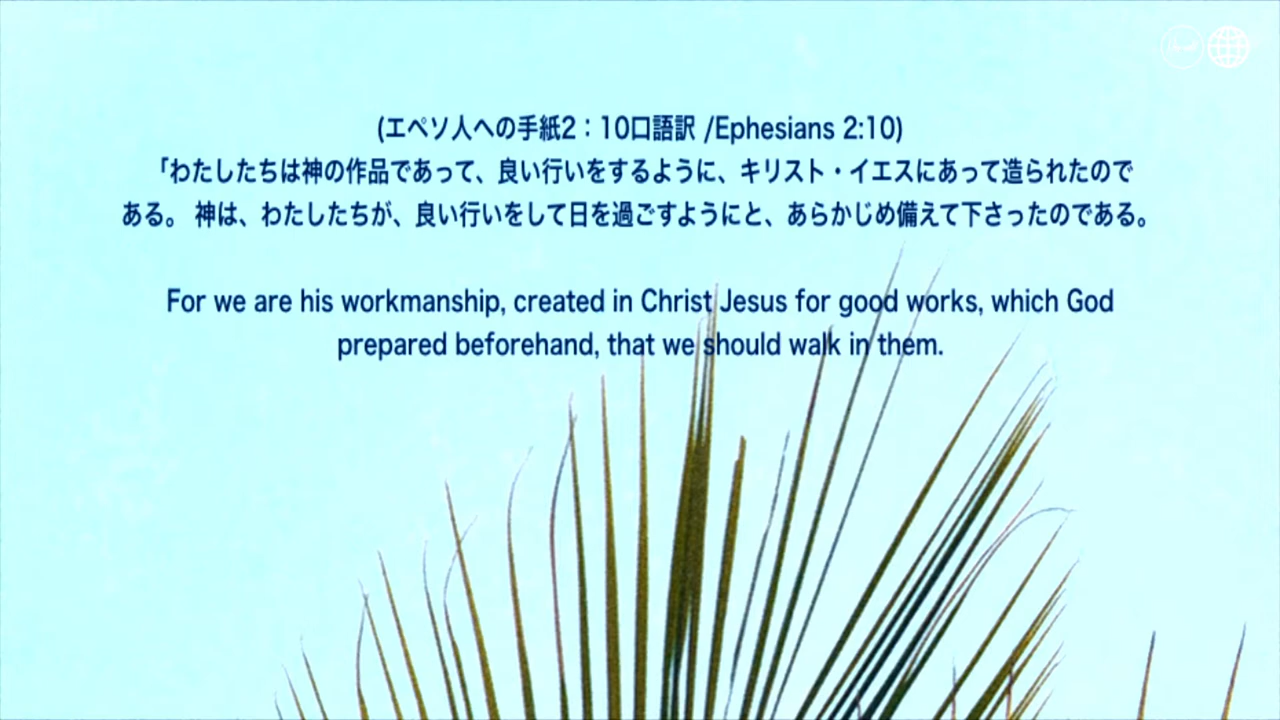 (エペソ人への手紙2：10口語訳 /Ephesians 2:10)
「わたしたちは神の作品であって、良い行いをするように、キリスト・イエスにあって造られたので
ある。 神は、わたしたちが、良い行いをして日を過ごすようにと、あらかじめ備えて下さったのである。
For we are his workmanship, created in Christ Jesus for good works, which God
prepared beforehand, that we should walk in them.